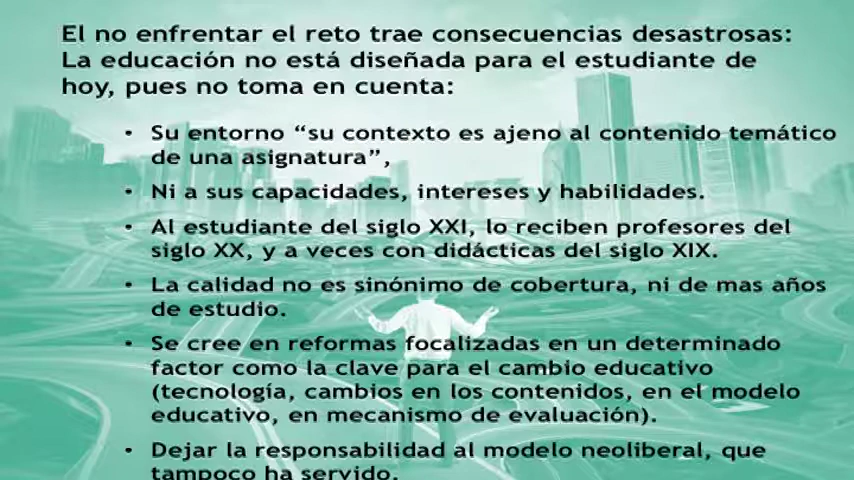 El no enfrentar el reto trae consecuencias desastrosas:
La educación no está diseñada para el estudiante de
hoy, pues no toma en cuenta:
• Su entorno “su contexto es ajeno al contenido temático
de una asignatura”,
• Ni a sus capacidades, intereses y habilidades.
• Al estudiante del siglo XXI, lo reciben profesores del
siglo XX, y a veces con didácticas del siglo XIX.
• La calidad no es sinónimo de cobertura, ni de mas años
de estudio.
• Se cree en reformas focalizadas en un determinado
factor como la clave para el cambio educativo
(tecnología, cambios en los contenidos, en el modelo
educativo, en mecanismo de evaluación).
• Dejar la responsabilidad al modelo neoliberal, que
tampoco ha servido.